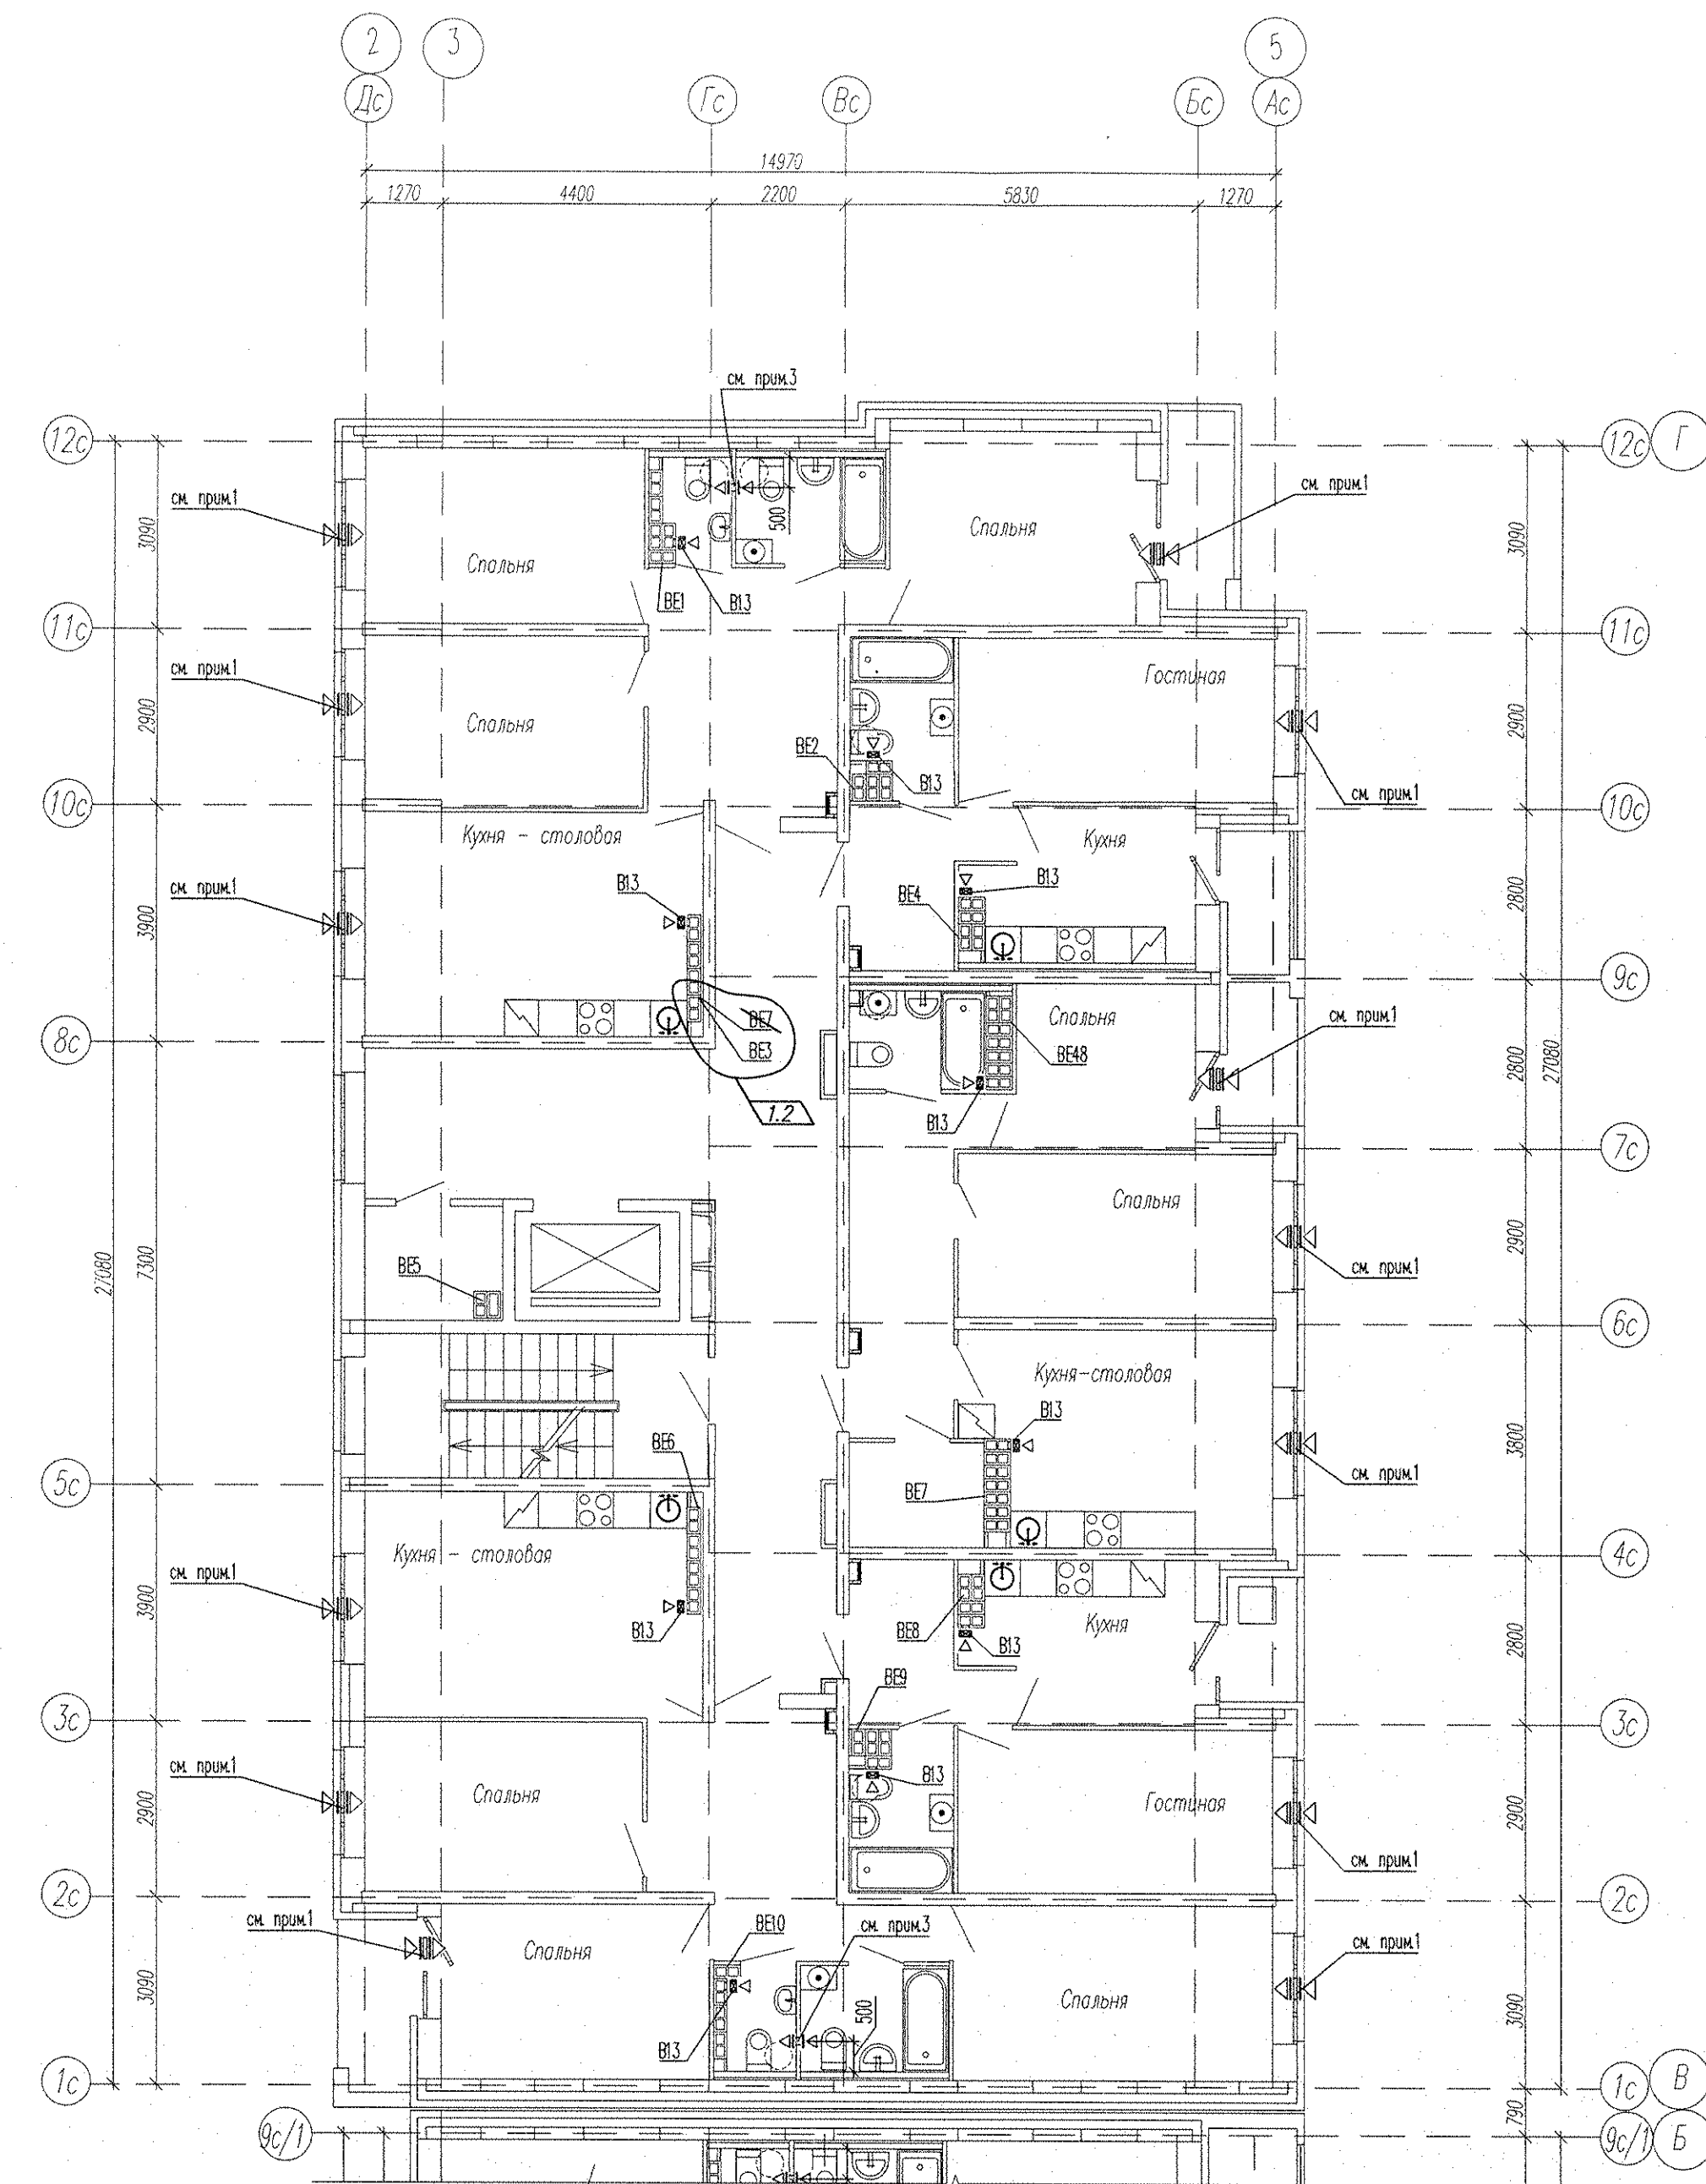 2 3 5
Дс Гс Вс Бс Ас
14970
1270 4400 2200 5830 1270
см. прим.3
12с 12с Г
см. прим.1 см. прим.1
500
3090 Спальня Спальня 3090
ВЕ1 В13
11с 11с
см. прим.1 Гостиная
2900 Спальня 2900
ВЕ2 В13
см. прим.1
10с 10с
Кухня - столовая Кухня
В13 В13
см. прим.1 ВЕ4
3900 2800
9с
ВЕ7 Спальня см. прим.1
8с ВЕ3 ВЕ48
2800 27080
1.2 В13
7с
Спальня
27080 7300 ВЕ5 2900
см. прим.1
6с
Кухня-столовая
В13
ВЕ6 3800
5с ВЕ7 см. прим.1
Кухня - столовая 4с
см. прим.1
3900 В13 ВЕ8 В13 Кухня 2800
ВЕ9
3с 3с
см. прим.1 В13
2900 Спальня Гостиная 2900
см. прим.1
2с 2с
см. прим.1 ВЕ10 см. прим.3 см. прим.1
Спальня
3090 Спальня 3090
500
В13
1с 1с В
790
9с/1 9с/1 Б